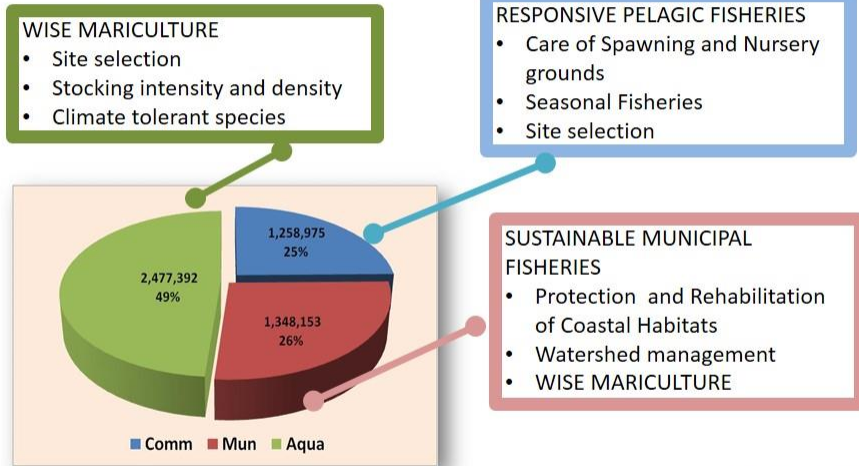 WISE MARICULTURE
• Site selection
• Stocking intensity and density
• Climate tolerant species
RESPONSIVE PELAGIC FISHERIES
• Care of Spawning and Nursery
grounds
• Seasonal Fisheries
• Site selection
1,258,975
25%
2,477,392
49%
1,348,153
26%
Comm Mun Aqua
SUSTAINABLE MUNICIPAL
FISHERIES
• Protection and Rehabilitation
of Coastal Habitats
• Watershed management
• WISE MARICULTURE